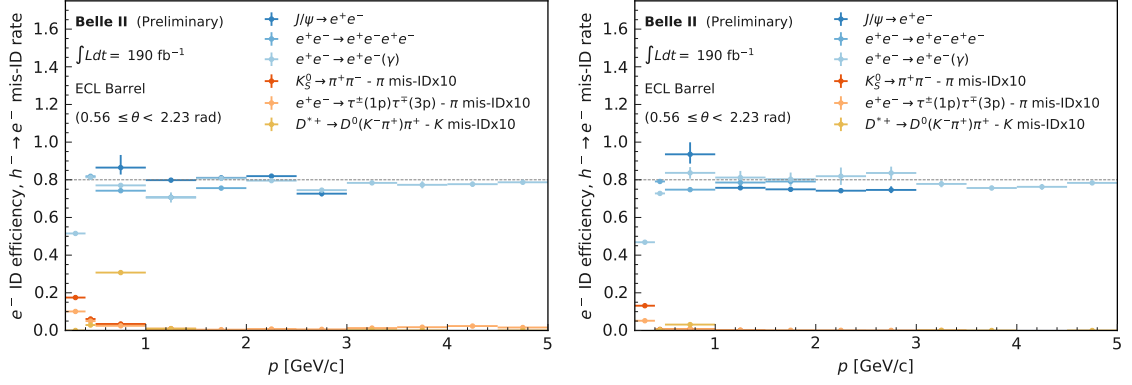 Belle II (Preliminary)
∫Ldt = 190 fb⁻¹
ECL Barrel
(0.56 ≤ θ < 2.23 rad)
J/ψ→e⁺e⁻
e⁺e⁻→e⁺e⁻e⁺e⁻
e⁺e⁻→e⁺e⁻(γ)
K_S^0→π⁺π⁻ - π mis-IDx10
e⁺e⁻→τ^±(1p)τ^∓(3p) - π mis-IDx10
D*⁺→D⁰(K⁻π⁺)π⁺ - K mis-IDx10
e⁻ ID efficiency, h⁻→e⁻ mis-ID rate
1.6
1.4
1.2
1.0
0.8
0.6
0.4
0.2
0.0
1 2 3 4 5
p [GeV/c]
Belle II (Preliminary)
∫Ldt = 190 fb⁻¹
ECL Barrel
(0.56 ≤ θ < 2.23 rad)
J/ψ→e⁺e⁻
e⁺e⁻→e⁺e⁻e⁺e⁻
e⁺e⁻→e⁺e⁻(γ)
K_S^0→π⁺π⁻ - π mis-IDx10
e⁺e⁻→τ^±(1p)τ^∓(3p) - π mis-IDx10
D*⁺→D⁰(K⁻π⁺)π⁺ - K mis-IDx10
e⁻ ID efficiency, h⁻→e⁻ mis-ID rate
1.6
1.4
1.2
1.0
0.8
0.6
0.4
0.2
0.0
1 2 3 4 5
p [GeV/c]